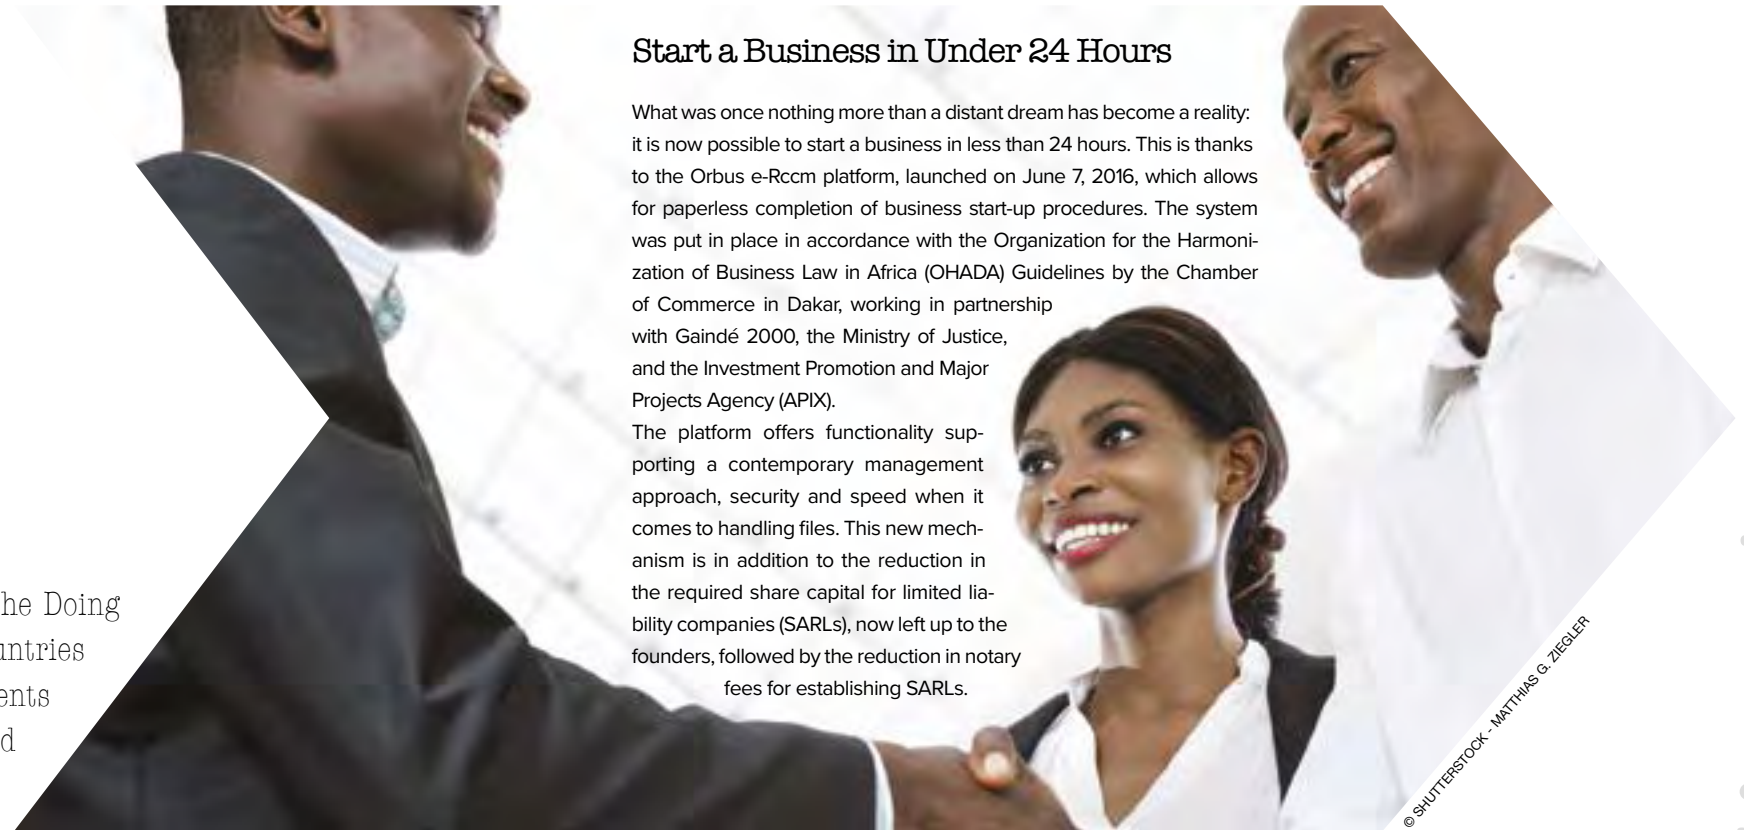 Start a Business in Under 24 Hours
What was once nothing more than a distant dream has become a reality:
it is now possible to start a business in less than 24 hours. This is thanks
to the Orbus e-Rccm platform, launched on June 7, 2016, which allows
for paperless completion of business start-up procedures. The system
was put in place in accordance with the Organization for the Harmoni-
zation of Business Law in Africa (OHADA) Guidelines by the Chamber
of Commerce in Dakar, working in partnership
with Gaindé 2000, the Ministry of Justice,
and the Investment Promotion and Major
Projects Agency (APIX).
The platform offers functionality sup-
porting a contemporary management
approach, security and speed when it
comes to handling files. This new mech-
anism is in addition to the reduction in
the required share capital for limited lia-
bility companies (SARLs), now left up to the
founders, followed by the reduction in notary
fees for establishing SARLs.
he Doing
untries
ents
d
© SHUTTERSTOCK - MATTHIAS G. ZIEGLER